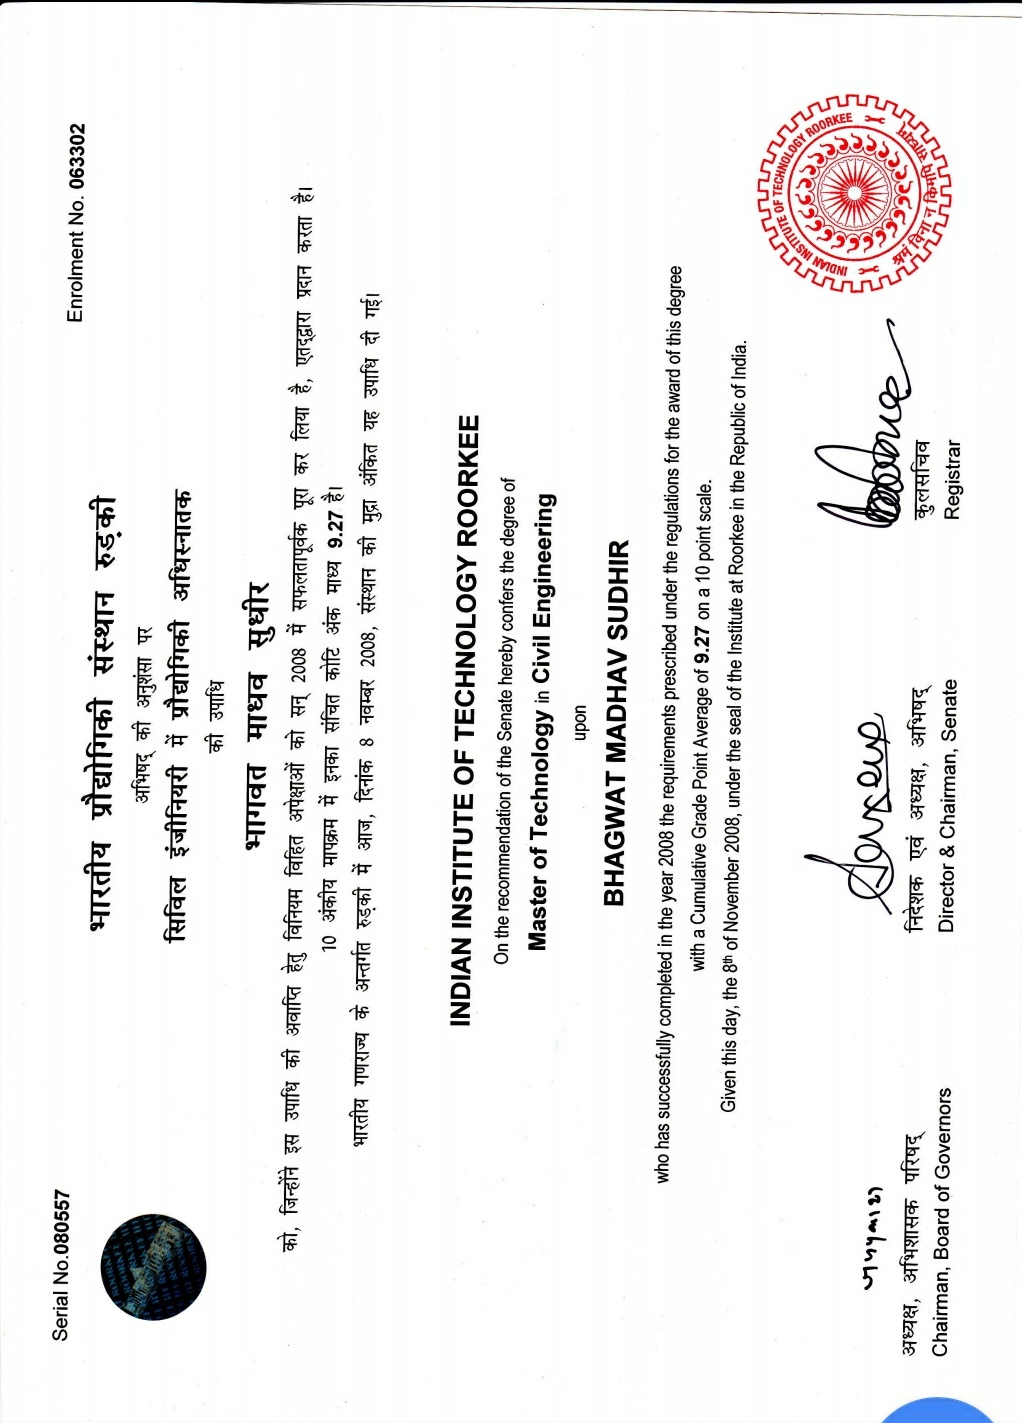 Serial No.080557
Enrolment No. 063302
भारतीय प्रौद्योगिकी संस्थान रुड़की
अभिषद् की अनुशंसा पर
सिविल इंजीनियरी में प्रौद्योगिकी अधिस्नातक
की उपाधि
भागवत माधव सुधीर
को, जिन्होंने इस उपाधि की अवाप्ति हेतु विनियम विहित अपेक्षाओं को सन् 2008 में सफलतापूर्वक पूरा कर लिया है, एतद्द्वारा प्रदान करता है।
10 अंकीय मापक्रम में इनका संचित कोटि अंक माध्य 9.27 है।
भारतीय गणराज्य के अन्तर्गत रुड़की में आज, दिनांक 8 नवम्बर 2008, संस्थान की मुद्रा अंकित यह उपाधि दी गई।
INDIAN INSTITUTE OF TECHNOLOGY ROORKEE
On the recommendation of the Senate hereby confers the degree of
Master of Technology in Civil Engineering
upon
BHAGWAT MADHAV SUDHIR
who has successfully completed in the year 2008 the requirements prescribed under the regulations for the award of this degree
with a Cumulative Grade Point Average of 9.27 on a 10 point scale.
Given this day, the 8th of November 2008, under the seal of the Institute at Roorkee in the Republic of India.
अध्यक्ष, अभिशासक परिषद्
Chairman, Board of Governors
निदेशक एवं अध्यक्ष, अभिषद्
Director & Chairman, Senate
कुलसचिव
Registrar
INDIAN INSTITUTE OF TECHNOLOGY ROORKEE
श्रमं विना न किमपि साध्यम्